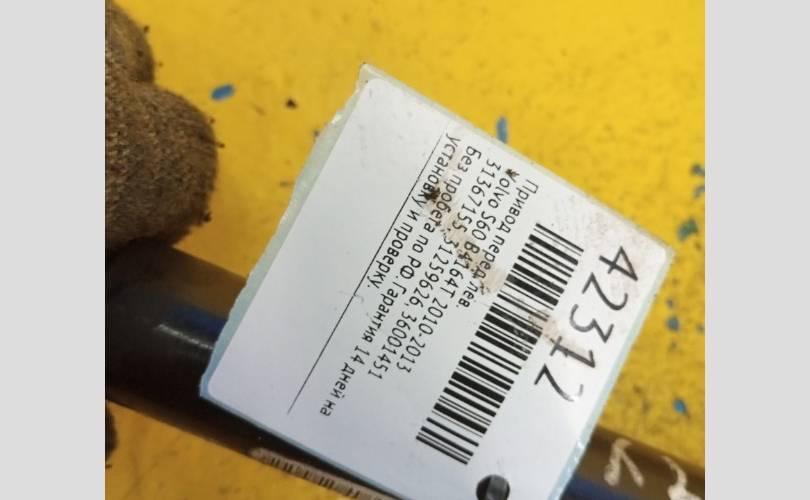 42312
Привод перед.лев.
Volvo S60 B4164T 2010-2013
31367155, 31259626, 36001451
Без пробега по РФ. Гарантия 14 дней на
установку и проверку.